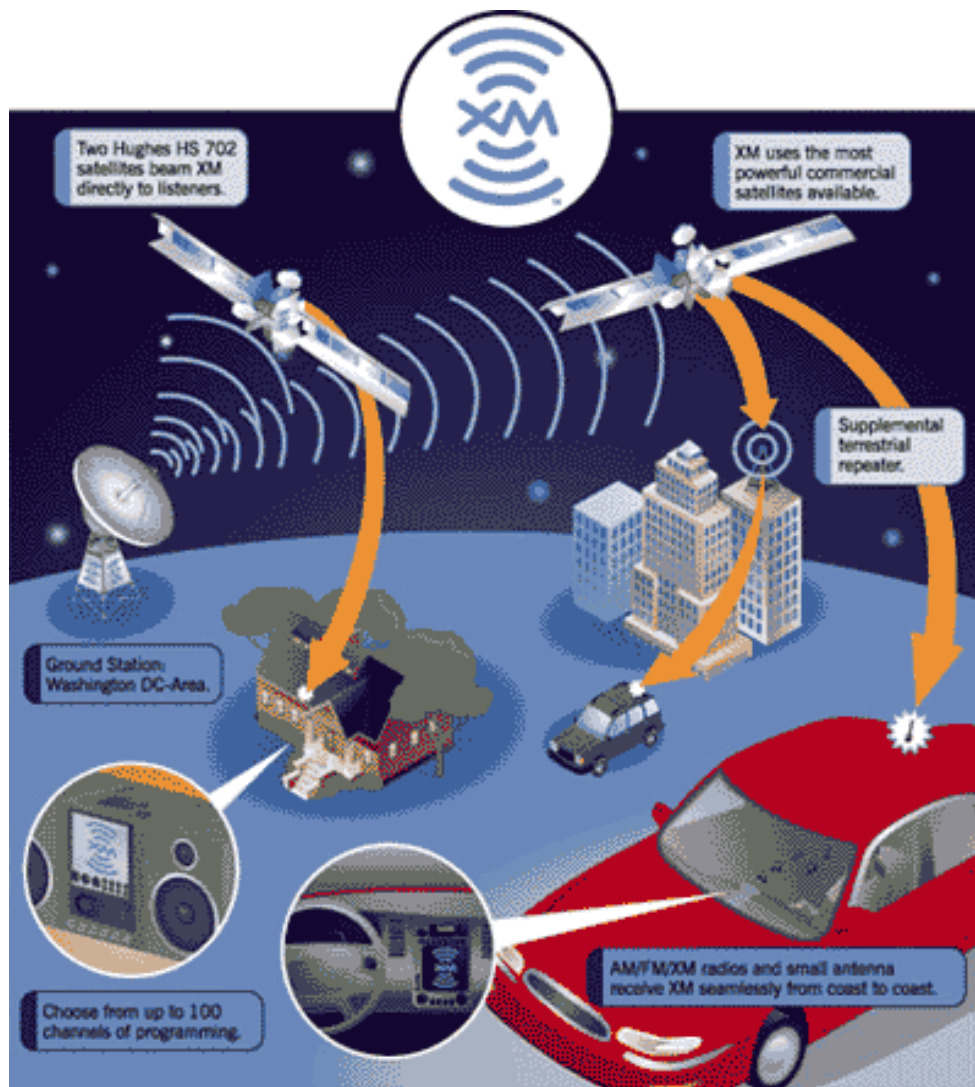 XM
Two Hughes HS 702
satellites beam XM
directly to listeners.
XM uses the most
powerful commercial
satellites available.
Supplemental
terrestrial
repeater.
Ground Station:
Washington DC-Area.
AM/FM/XM radios and small antenna
receive XM seamlessly from coast to coast.
Choose from up to 100
channels of programming.